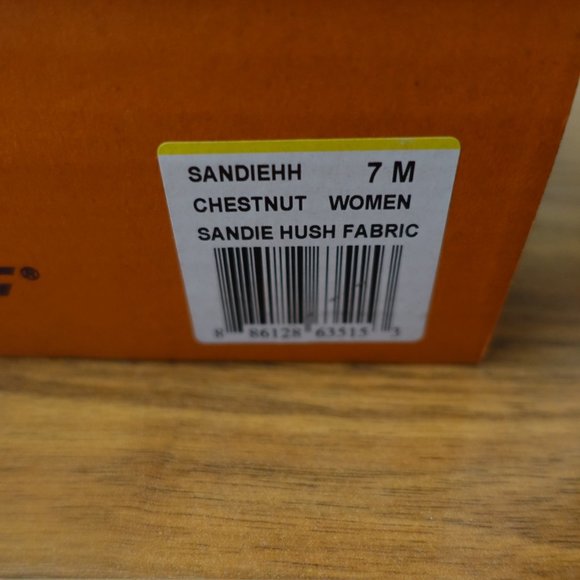 SANDIEHH 7 M
CHESTNUT WOMEN
SANDIE HUSH FABRIC
8 86128 63515 3